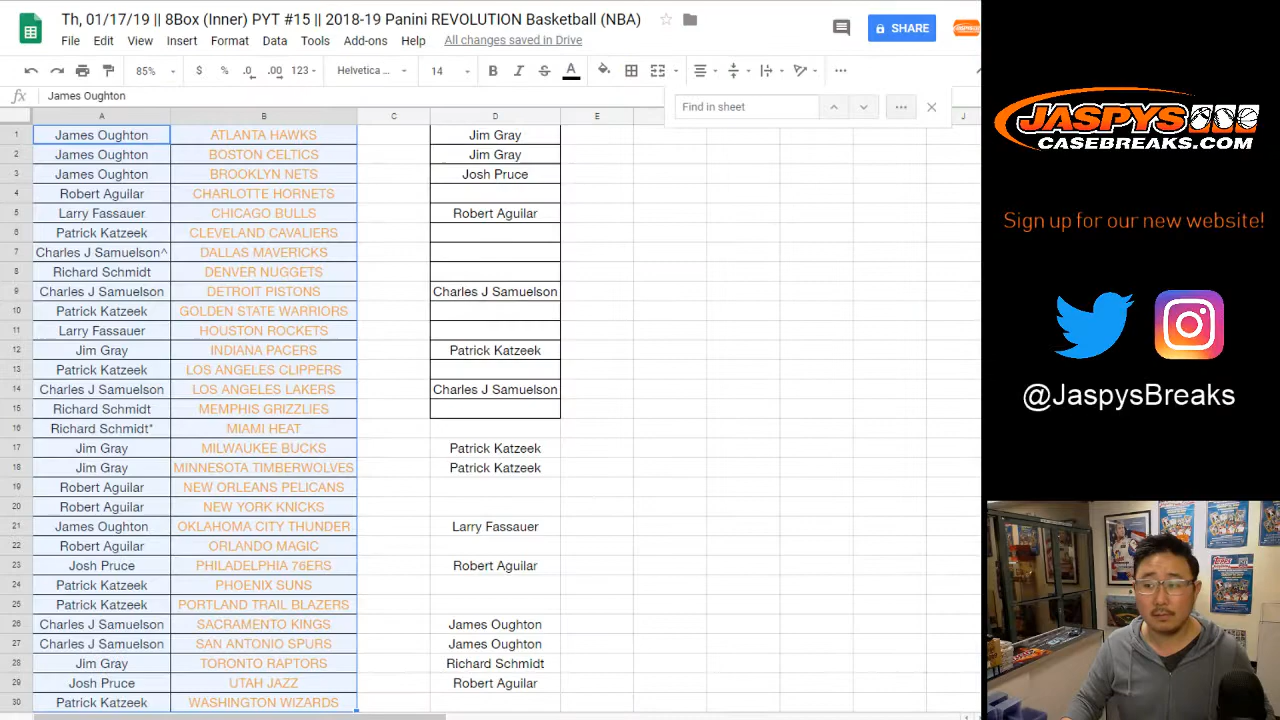 Th, 01/17/19 || 8Box (Inner) PYT #15 || 2018-19 Panini REVOLUTION Basketball (NBA)
File Edit View Insert Format Data Tools Add-ons Help All changes saved in Drive
SHARE
85% $ % .0 .00 123 Helvetica ... 14 B I S A
fx James Oughton
Find in sheet
A B C D E J
1 James Oughton ATLANTA HAWKS Jim Gray
2 James Oughton BOSTON CELTICS Jim Gray
3 James Oughton BROOKLYN NETS Josh Pruce
4 Robert Aguilar CHARLOTTE HORNETS
5 Larry Fassauer CHICAGO BULLS Robert Aguilar
6 Patrick Katzeek CLEVELAND CAVALIERS
7 Charles J Samuelson^ DALLAS MAVERICKS
8 Richard Schmidt DENVER NUGGETS
9 Charles J Samuelson DETROIT PISTONS Charles J Samuelson
10 Patrick Katzeek GOLDEN STATE WARRIORS
11 Larry Fassauer HOUSTON ROCKETS
12 Jim Gray INDIANA PACERS Patrick Katzeek
13 Patrick Katzeek LOS ANGELES CLIPPERS
14 Charles J Samuelson LOS ANGELES LAKERS Charles J Samuelson
15 Richard Schmidt MEMPHIS GRIZZLIES
16 Richard Schmidt* MIAMI HEAT
17 Jim Gray MILWAUKEE BUCKS Patrick Katzeek
18 Jim Gray MINNESOTA TIMBERWOLVES Patrick Katzeek
19 Robert Aguilar NEW ORLEANS PELICANS
20 Robert Aguilar NEW YORK KNICKS
21 James Oughton OKLAHOMA CITY THUNDER Larry Fassauer
22 Robert Aguilar ORLANDO MAGIC
23 Josh Pruce PHILADELPHIA 76ERS Robert Aguilar
24 Patrick Katzeek PHOENIX SUNS
25 Patrick Katzeek PORTLAND TRAIL BLAZERS
26 Charles J Samuelson SACRAMENTO KINGS James Oughton
27 Charles J Samuelson SAN ANTONIO SPURS James Oughton
28 Jim Gray TORONTO RAPTORS Richard Schmidt
29 Josh Pruce UTAH JAZZ Robert Aguilar
30 Patrick Katzeek WASHINGTON WIZARDS
JASPYS
CASEBREAKS.COM
Sign up for our new website!
@JaspysBreaks